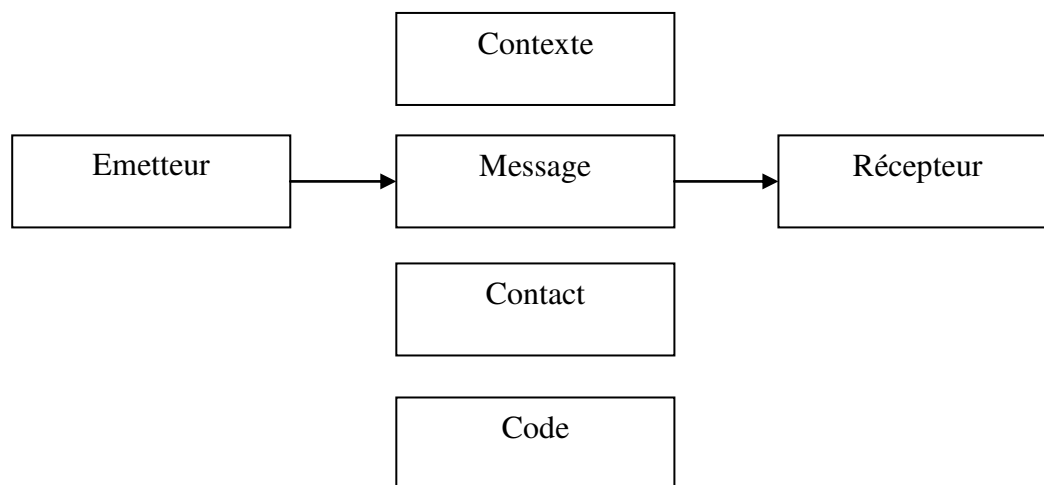 Contexte
Emetteur
Message
Récepteur
Contact
Code